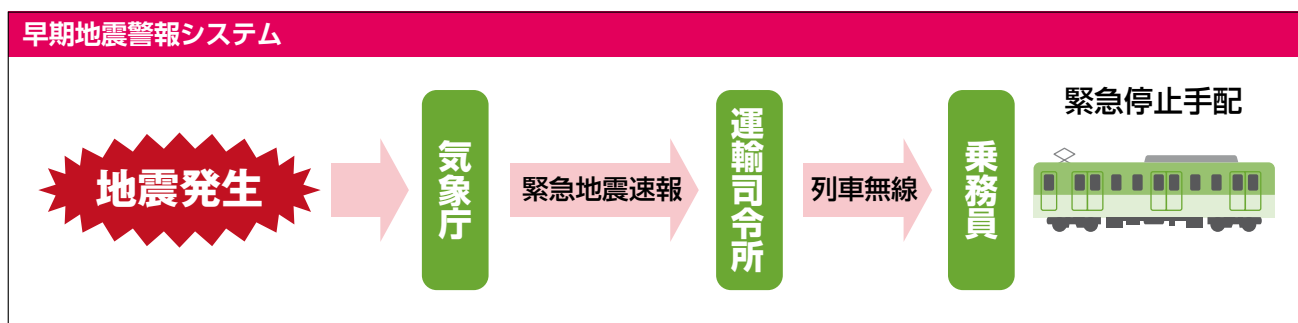 早期地震警報システム
地震発生
気象庁
緊急地震速報
運輸司令所
列車無線
乗務員
緊急停止手配